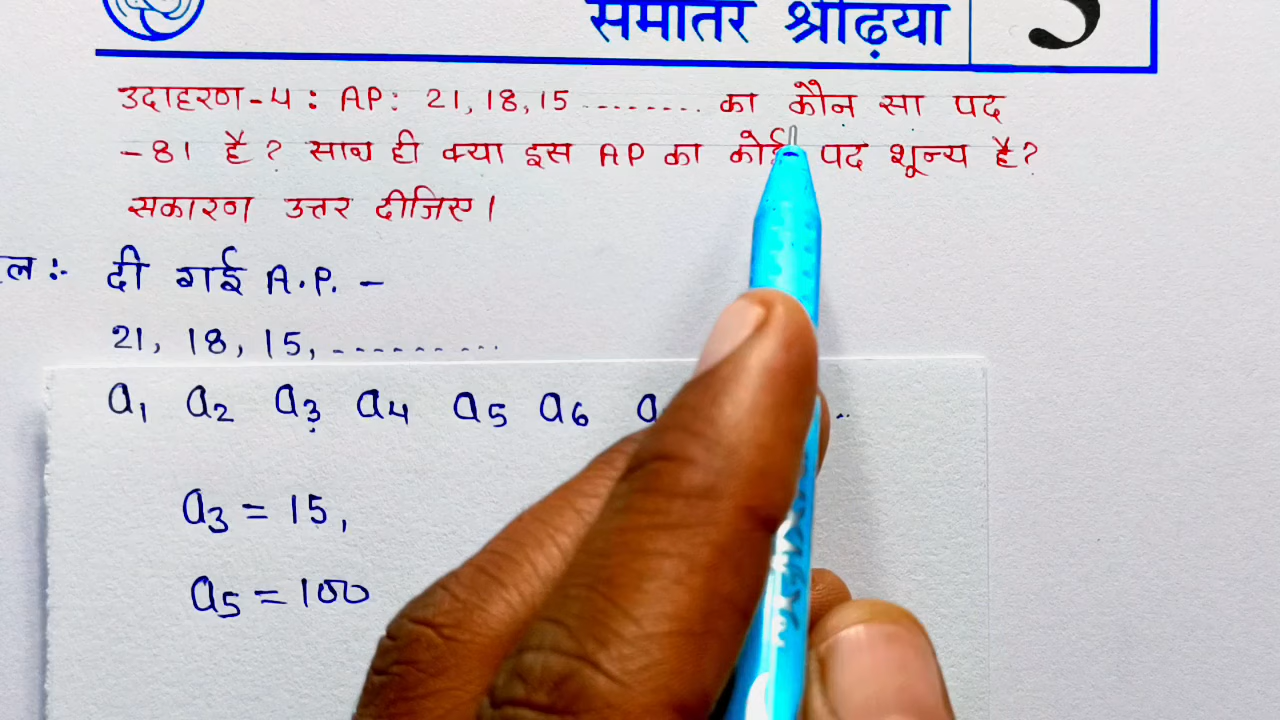 समांतर श्रेढ़ियाँ
उदाहरण-4 : AP: 21, 18, 15 ........ का कौन सा पद
-81 है? साथ ही क्या इस AP का कोई पद शून्य है?
सकारण उत्तर दीजिए।
दी गई A.P. -
21, 18, 15, ----------
a₁ a₂ a₃ a₄ a₅ a₆ a
a₃ = 15,
a₅ = 100